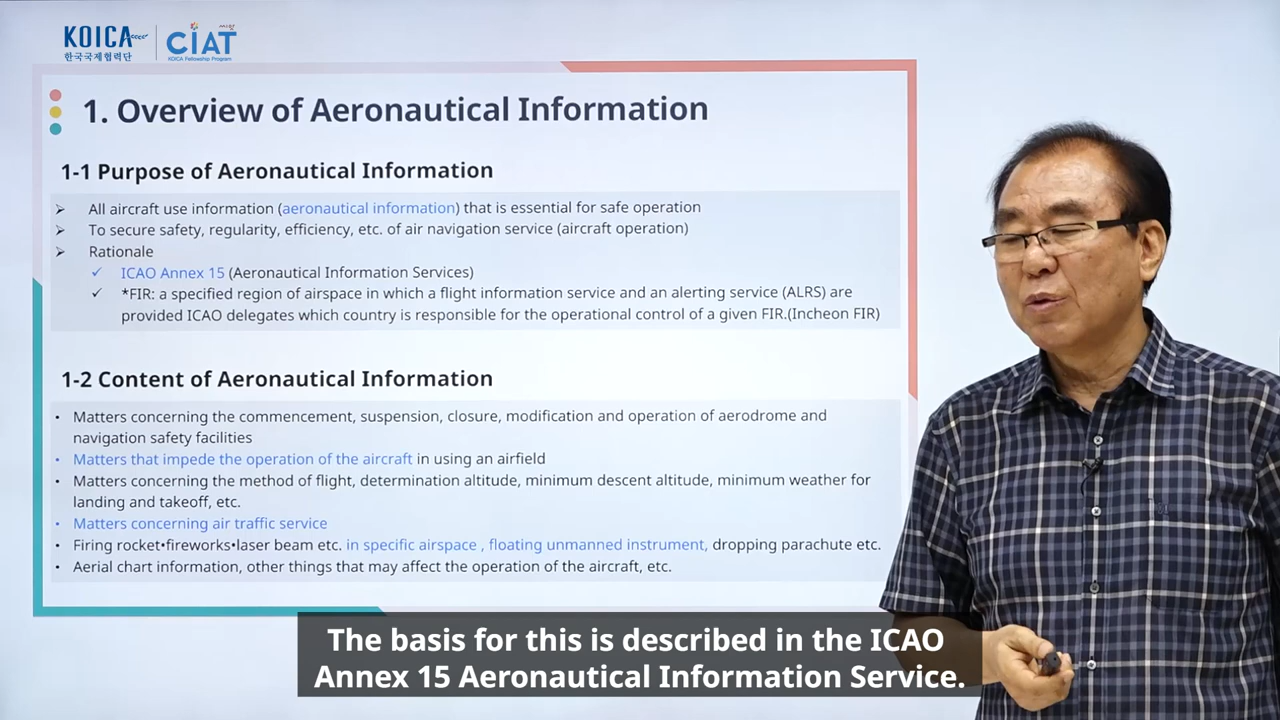 KOICA
한국국제협력단
씨앗
CIAT
KOICA Fellowship Program
1. Overview of Aeronautical Information
1-1 Purpose of Aeronautical Information
➢ All aircraft use information (aeronautical information) that is essential for safe operation
➢ To secure safety, regularity, efficiency, etc. of air navigation service (aircraft operation)
➢ Rationale
✓ ICAO Annex 15 (Aeronautical Information Services)
✓ *FIR: a specified region of airspace in which a flight information service and an alerting service (ALRS) are
provided ICAO delegates which country is responsible for the operational control of a given FIR.(Incheon FIR)
1-2 Content of Aeronautical Information
• Matters concerning the commencement, suspension, closure, modification and operation of aerodrome and
navigation safety facilities
• Matters that impede the operation of the aircraft in using an airfield
• Matters concerning the method of flight, determination altitude, minimum descent altitude, minimum weather for
landing and takeoff, etc.
• Matters concerning air traffic service
• Firing rocket•fireworks•laser beam etc. in specific airspace , floating unmanned instrument, dropping parachute etc.
• Aerial chart information, other things that may affect the operation of the aircraft, etc.
The basis for this is described in the ICAO
Annex 15 Aeronautical Information Service.